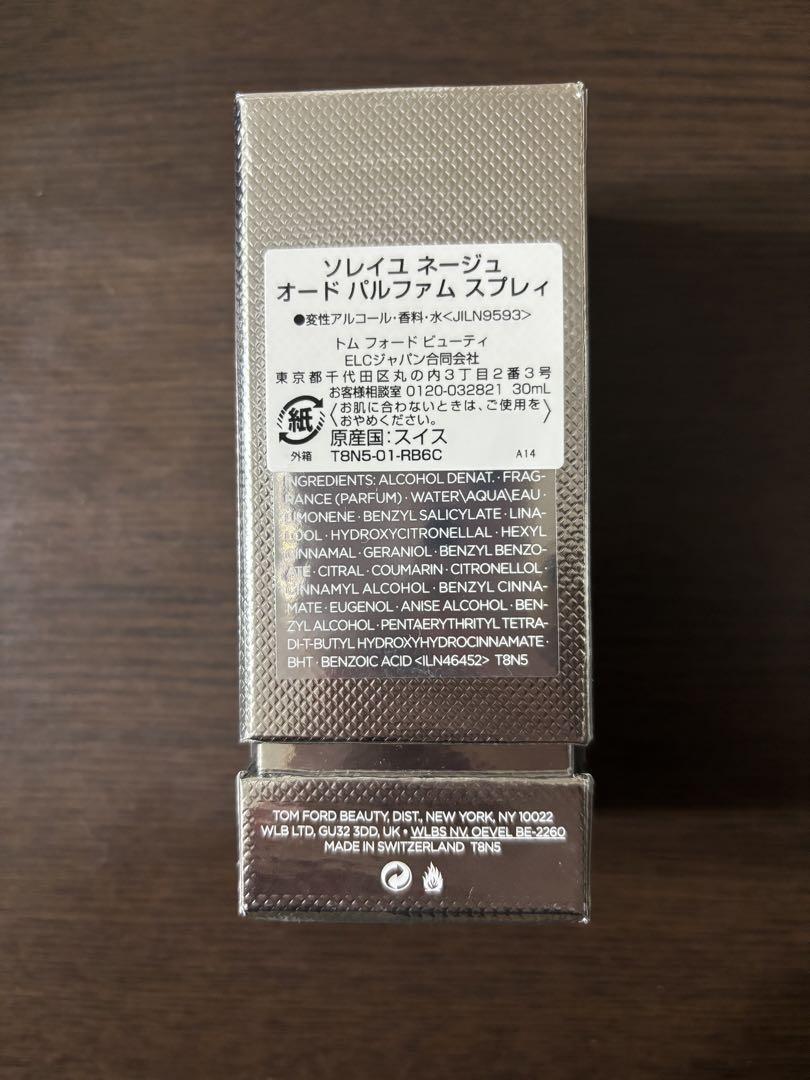 ソレイユ ネージュ
オード パルファム スプレィ
●変性アルコール・香料・水<JILN9593>
トム フォード ビューティ
ELCジャパン合同会社
東京都千代田区丸の内3丁目2番3号
お客様相談室 0120-032821 30mL
〈お肌に合わないときは、ご使用を
おやめください。〉
紙
原産国:スイス
外箱 T8N5-01-RB6C A14
INGREDIENTS: ALCOHOL DENAT. · FRAG-
RANCE (PARFUM) · WATER\AQUA\EAU ·
LIMONENE · BENZYL SALICYLATE · LINA-
LOOL · HYDROXYCITRONELLAL · HEXYL
CINNAMAL · GERANIOL · BENZYL BENZO-
ATE · CITRAL · COUMARIN · CITRONELLOL ·
CINNAMYL ALCOHOL · BENZYL CINNA-
MATE · EUGENOL · ANISE ALCOHOL · BEN-
ZYL ALCOHOL · PENTAERYTHRITYL TETRA-
DI-T-BUTYL HYDROXYHYDROCINNAMATE ·
BHT · BENZOIC ACID <ILN46452> T8N5
TOM FORD BEAUTY, DIST., NEW YORK, NY 10022
WLB LTD, GU32 3DD, UK • WLBS NV, OEVEL BE-2260
MADE IN SWITZERLAND T8N5